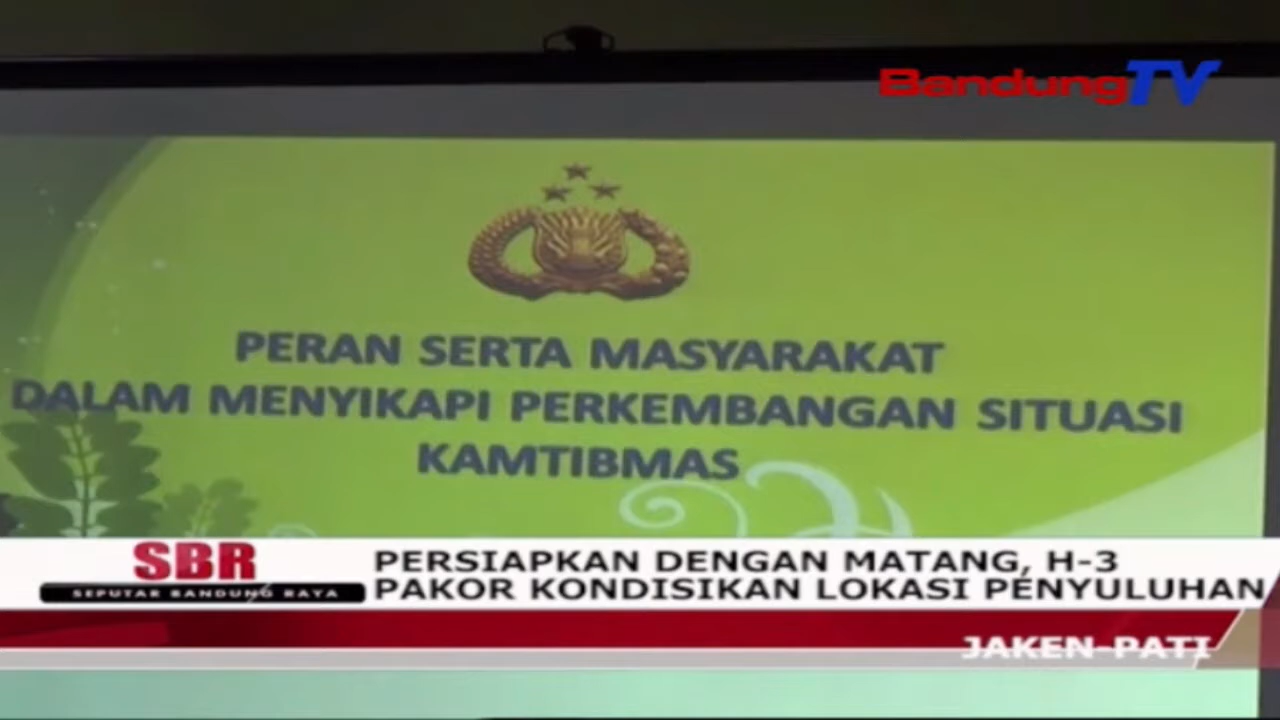 BandungTV
PERAN SERTA MASYARAKAT
DALAM MENYIKAPI PERKEMBANGAN SITUASI
KAMTIBMAS
SBR
SEPUTAR BANDUNG RAYA
PERSIAPKAN DENGAN MATANG, H-3
PAKOR KONDISIKAN LOKASI PENYULUHAN
JAKEN-PATI